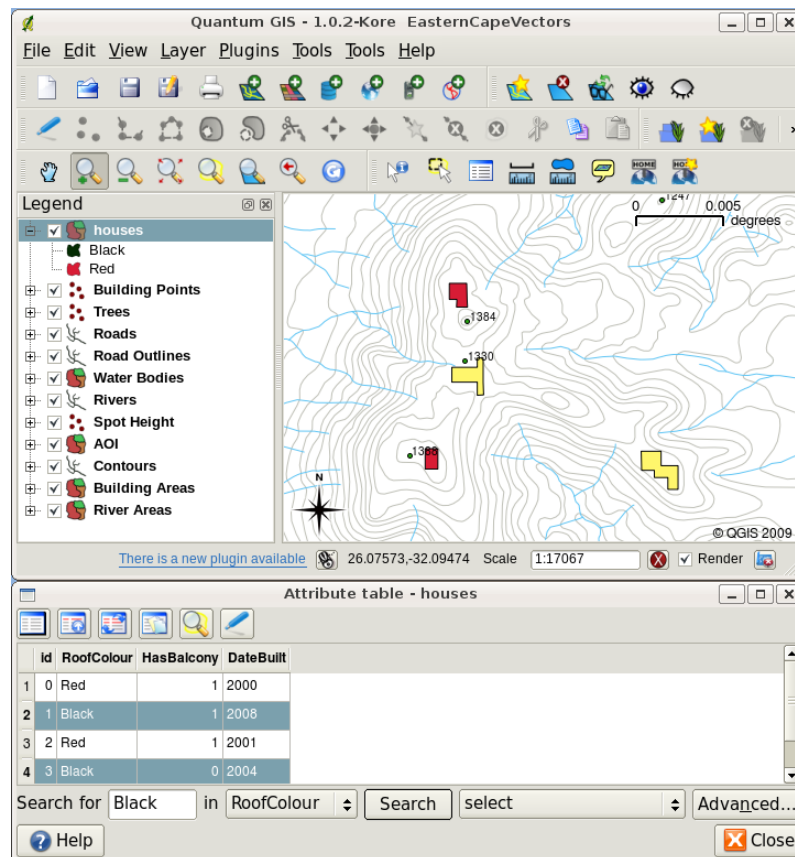 Quantum GIS - 1.0.2-Kore EasternCapeVectors
File Edit View Layer Plugins Tools Tools Help
HOME
Legend
houses
Black
Red
Building Points
Trees
Roads
Road Outlines
Water Bodies
Rivers
Spot Height
AOI
Contours
Building Areas
River Areas
1247
0 0.005
degrees
1384
1330
1388
N
© QGIS 2009
There is a new plugin available 26.07573,-32.09474 Scale 1:17067 Render
Attribute table - houses
id RoofColour HasBalcony DateBuilt
1 0 Red 1 2000
2 1 Black 1 2008
3 2 Red 1 2001
4 3 Black 0 2004
Search for Black in RoofColour Search select Advanced...
Help Close